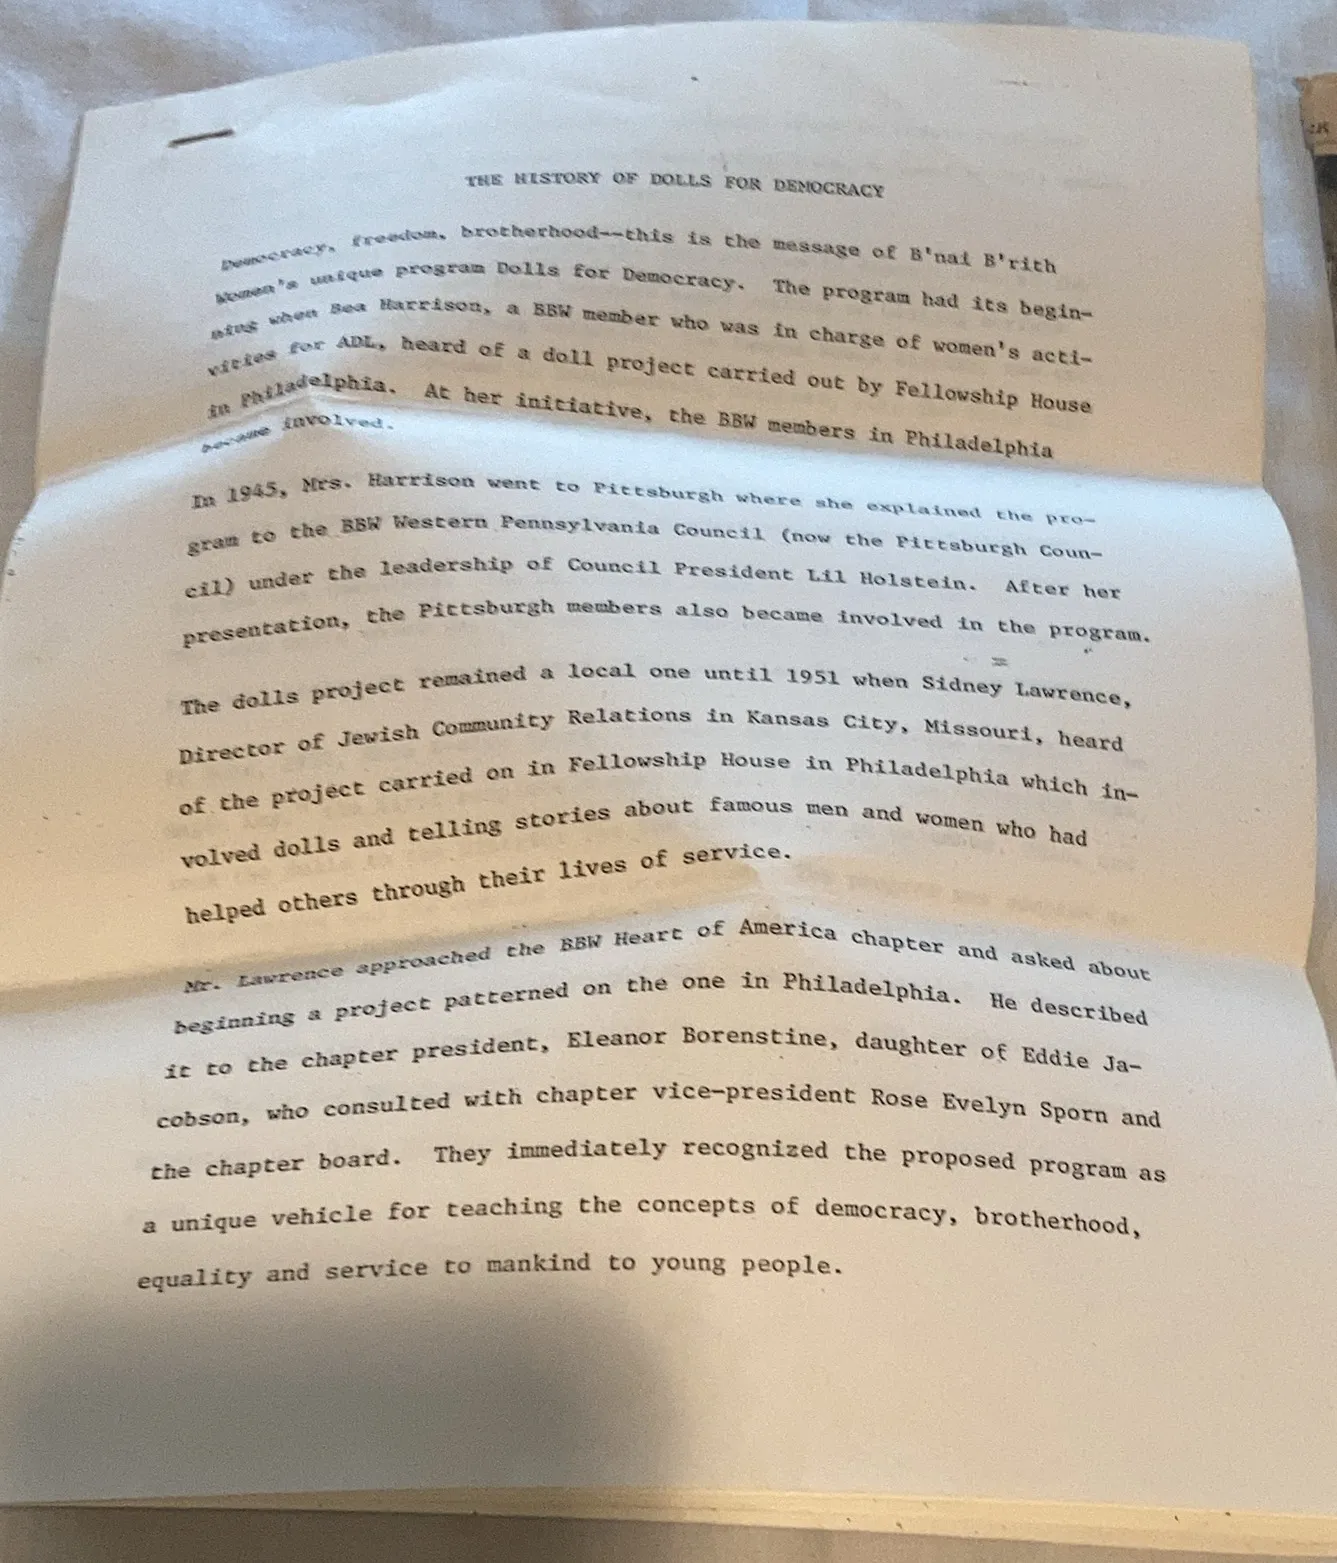 THE HISTORY OF DOLLS FOR DEMOCRACY
Democracy, freedom, brotherhood--this is the message of B'nai B'rith
Women's unique program Dolls for Democracy. The program had its begin-
ning when Bea Harrison, a BBW member who was in charge of women's acti-
vities for ADL, heard of a doll project carried out by Fellowship House
in Philadelphia. At her initiative, the BBW members in Philadelphia
became involved.
In 1945, Mrs. Harrison went to Pittsburgh where she explained the pro-
gram to the BBW Western Pennsylvania Council (now the Pittsburgh Coun-
cil) under the leadership of Council President Lil Holstein. After her
presentation, the Pittsburgh members also became involved in the program.
The dolls project remained a local one until 1951 when Sidney Lawrence,
Director of Jewish Community Relations in Kansas City, Missouri, heard
of the project carried on in Fellowship House in Philadelphia which in-
volved dolls and telling stories about famous men and women who had
helped others through their lives of service.
Mr. Lawrence approached the BBW Heart of America chapter and asked about
beginning a project patterned on the one in Philadelphia. He described
it to the chapter president, Eleanor Borenstine, daughter of Eddie Ja-
cobson, who consulted with chapter vice-president Rose Evelyn Sporn and
the chapter board. They immediately recognized the proposed program as
a unique vehicle for teaching the concepts of democracy, brotherhood,
equality and service to mankind to young people.